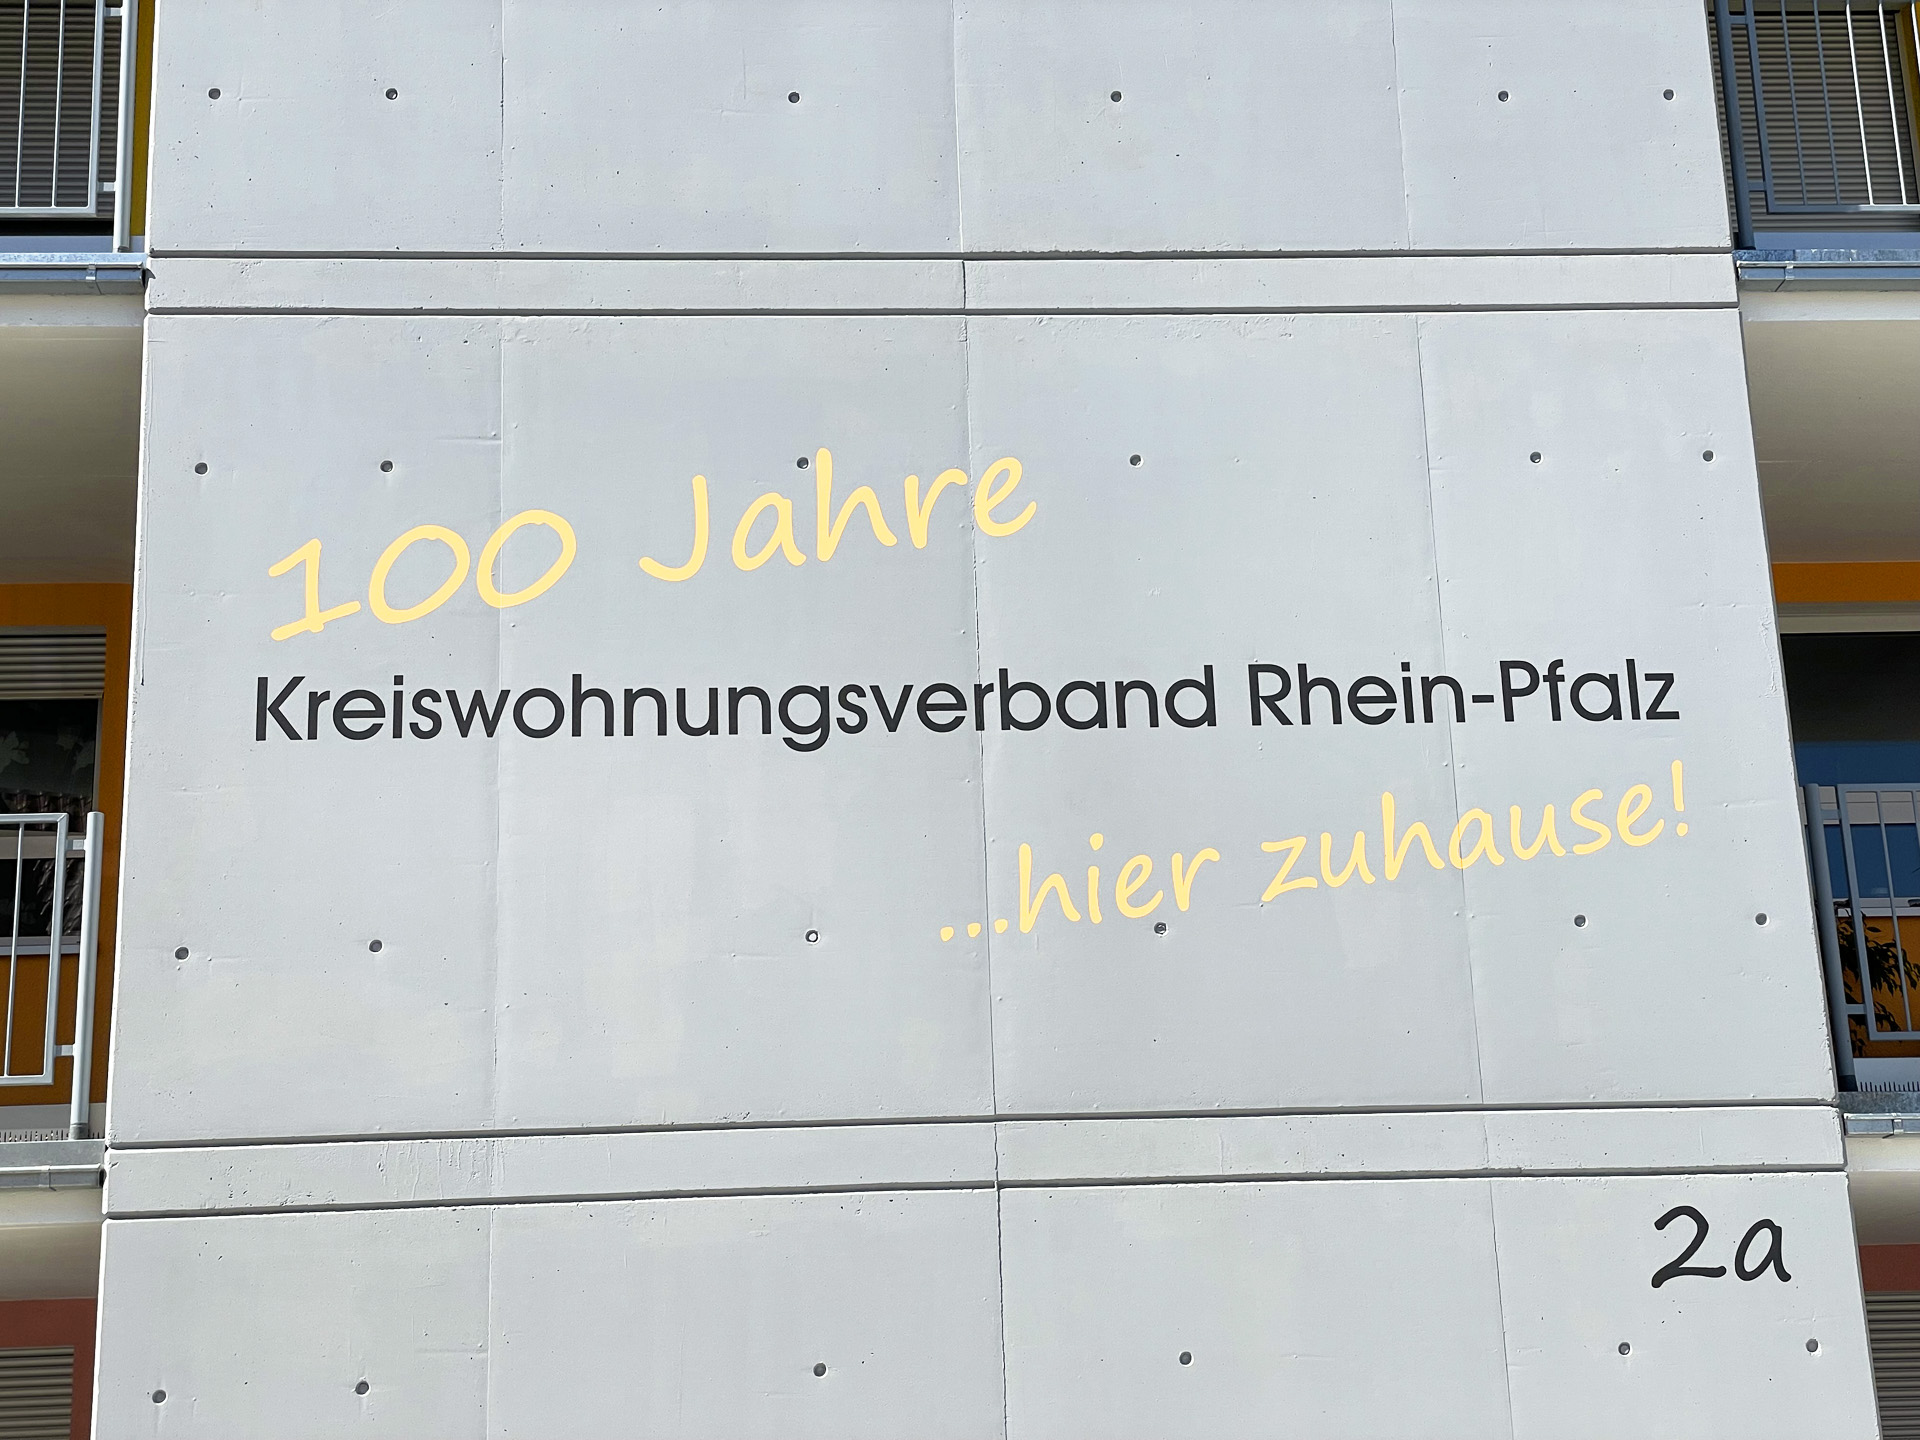 100 Jahre
Kreiswohnungsverband Rhein-Pfalz
...hier zuhause!
2a